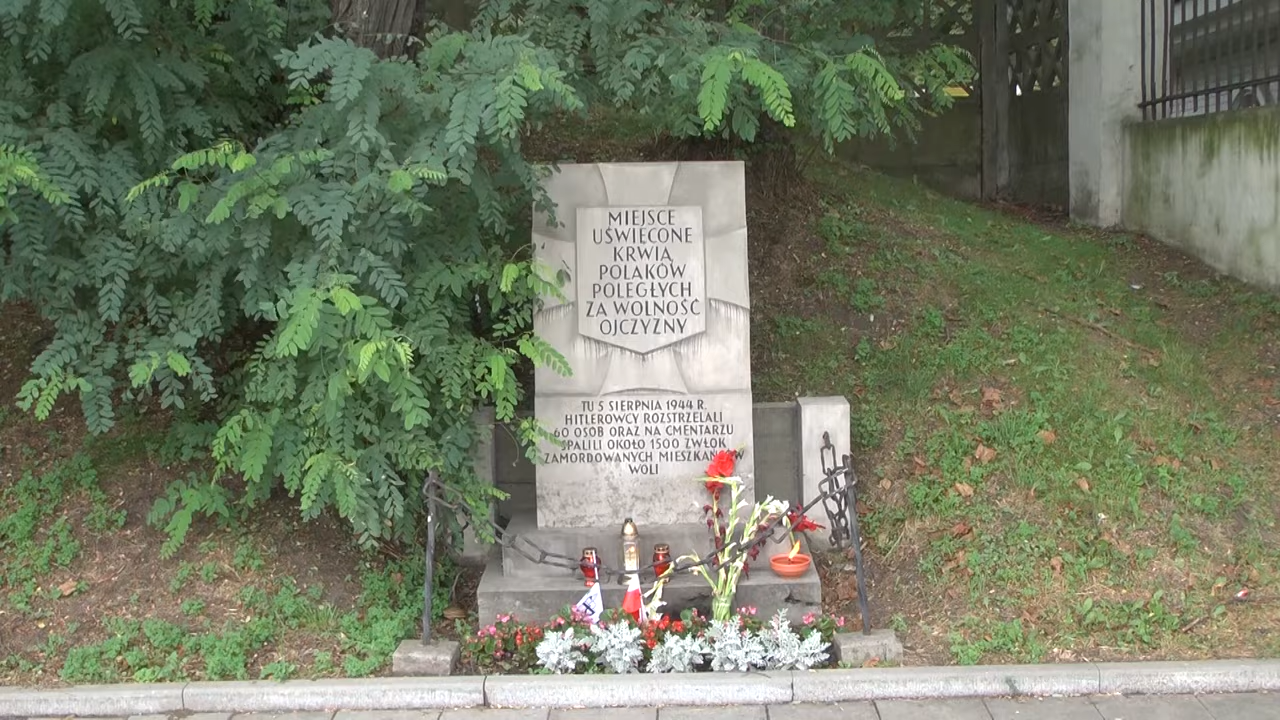 MIEJSCE
UŚWIĘCONE
KRWIĄ
POLAKÓW
POLEGŁYCH
ZA WOLNOŚĆ
OJCZYZNY
TU 5 SIERPNIA 1944 R.
HITLEROWCY ROZSTRZELALI
60 OSÓB ORAZ NA CMENTARZU
SPALILI OKOŁO 1500 ZWŁOK
ZAMORDOWANYCH MIESZKAŃCÓW
WOLI